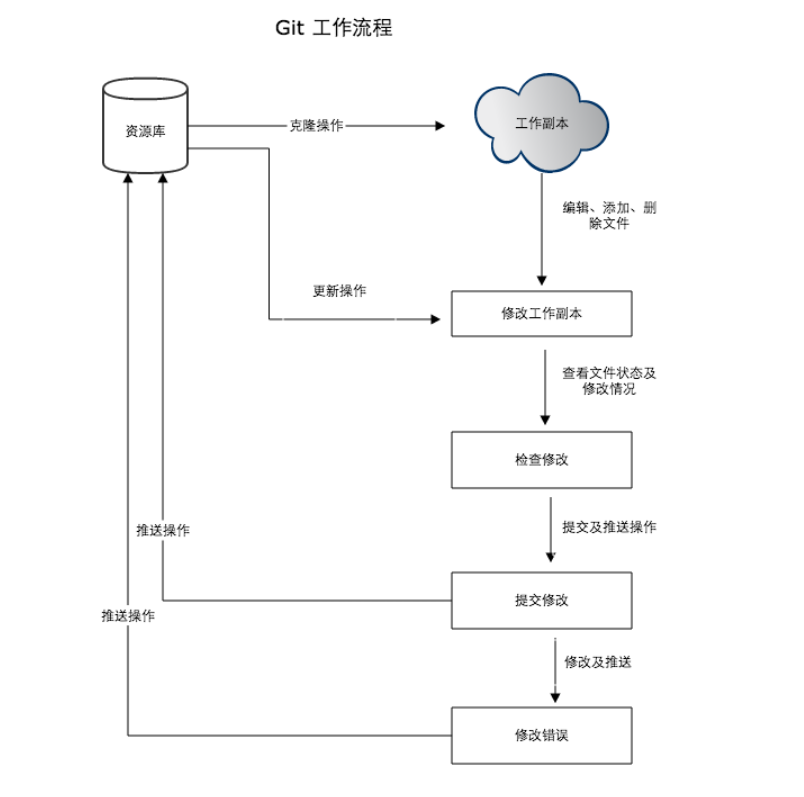 Git 工作流程
资源库
克隆操作
工作副本
编辑、添加、删
除文件
更新操作
修改工作副本
查看文件状态及
修改情况
检查修改
推送操作
提交及推送操作
提交修改
推送操作
修改及推送
修改错误